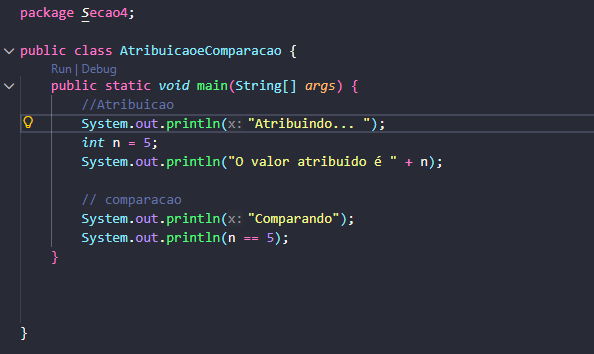 package Secao4;
public class AtribuicaoeComparacao {
Run | Debug
public static void main(String[] args) {
//Atribuicao
System.out.println(x: "Atribuindo... ");
int n = 5;
System.out.println("O valor atribuido é " + n);
// comparacao
System.out.println(x: "Comparando");
System.out.println(n == 5);
}
}